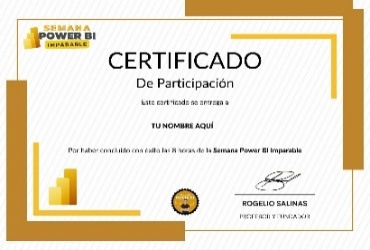 SEMANA
POWER BI
IMPARABLE
CERTIFICADO
De Participación
Este certificado se entrega a
TU NOMBRE AQUÍ
Por haber concluido con éxito las 8 horas de la Semana Power BI Imparable
ROGELIO SALINAS
PROFESOR Y FUNDADOR